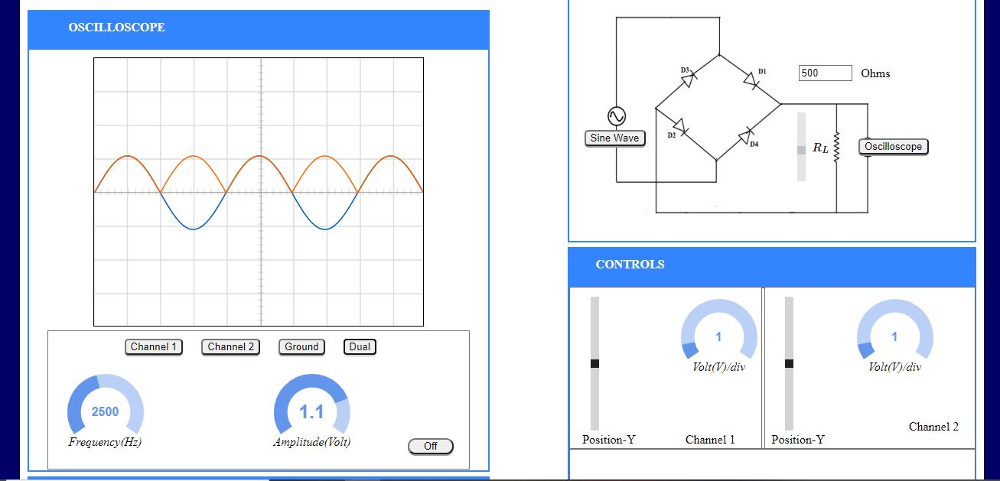 OSCILLOSCOPE
Channel 1 Channel 2 Ground Dual
2500 1.1
Frequency(Hz) Amplitude(Volt)
Off
D3 D1
500 Ohms
Sine Wave
D2 D4
RL Oscilloscope
CONTROLS
1
Volt(V)/div
Position-Y Channel 1
1
Volt(V)/div
Channel 2
Position-Y